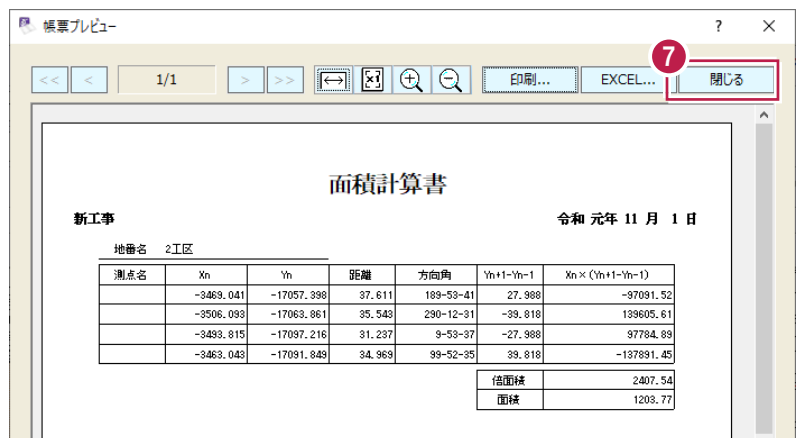 帳票プレビュー ? ×
7
<< < 1/1 > >> x1 印刷... EXCEL... 閉じる
面積計算書
新工事 令和 元年 11 月 1 日
地番名 2工区
測点名 Xn Yn 距離 方向角 Yn+1-Yn-1 Xn×(Yn+1-Yn-1)
-3469.041 -17057.398 37.611 189-53-41 27.988 -97091.52
-3506.093 -17063.861 35.543 290-12-31 -39.818 139605.61
-3493.815 -17097.216 31.237 9-53-37 -27.988 97784.89
-3463.043 -17091.849 34.969 99-52-35 39.818 -137891.45
倍面積 2407.54
面積 1203.77